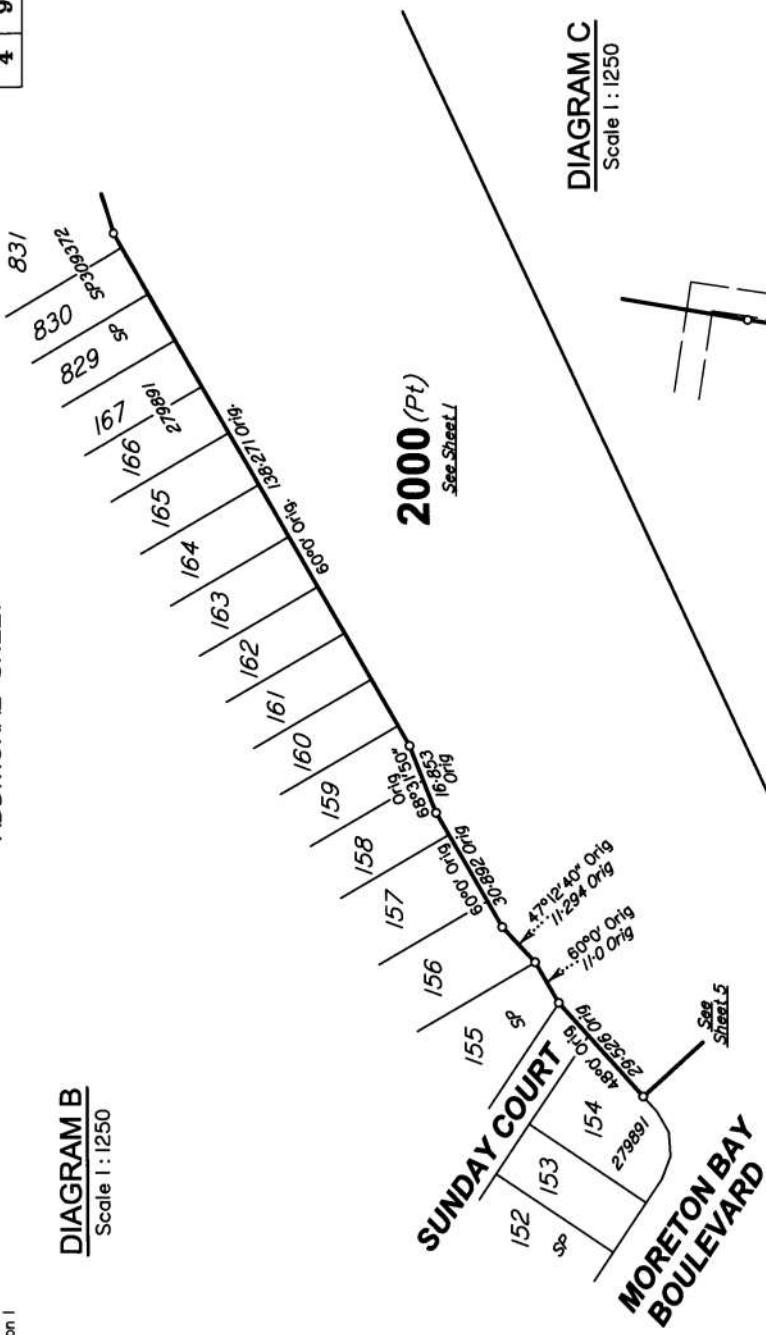 4 9
on 1
DIAGRAM B
Scale 1 : 1250
831
SP309372
830
SP
829
167
279891
166
165
164
163
162
161
160
159
158
157
156
155
SP
60°0' Orig. 138·271 Orig.
2000 (Pt)
See Sheet 1
68°31'50"
Orig
16·853
Orig
60°0' Orig
30·892 Orig
47°12'40" Orig
11·294 Orig
60°0' Orig
11·0 Orig
48°0' Orig
29·526 Orig
See
Sheet 5
SUNDAY COURT
154
153
152
SP
279891
MORETON BAY
BOULEVARD
DIAGRAM C
Scale 1 : 1250